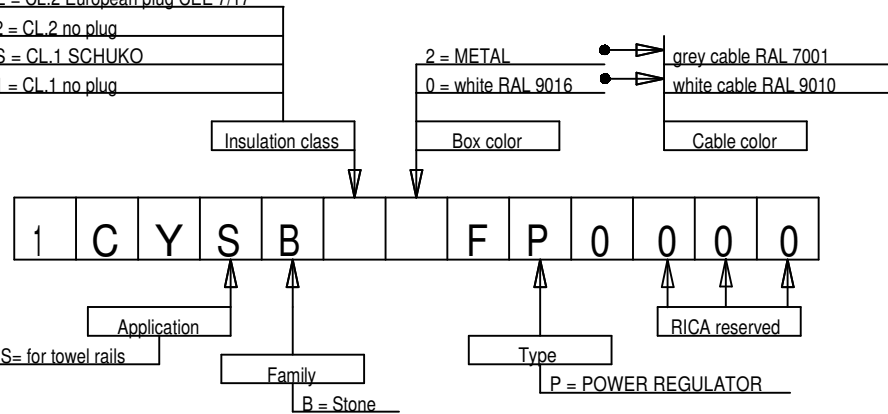 = CL.2 European plug CEE 7/17
= CL.2 no plug
S = CL.1 SCHUKO
= CL.1 no plug
2 = METAL
grey cable RAL 7001
0 = white RAL 9016
white cable RAL 9010
Insulation class
Box color
Cable color
1 C Y S B F P 0 0 0 0
Application
RICA reserved
S= for towel rails
Type
Family
P = POWER REGULATOR
B = Stone